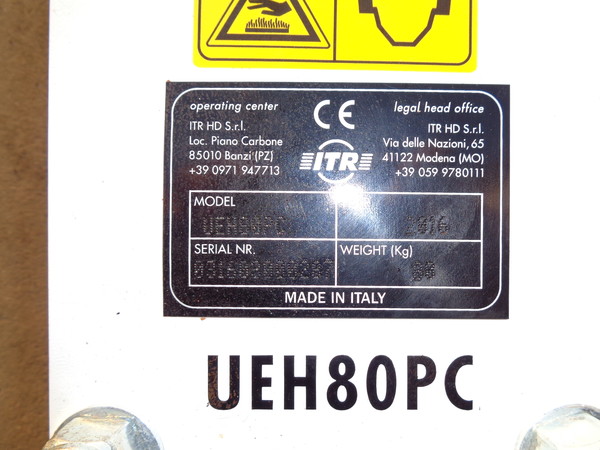 operating center
ITR HD S.r.l.
Loc. Piano Carbone
85010 Banzi (PZ)
+39 0971 947713
CE
ITR
legal head office
ITR HD S.r.l.
Via delle Nazioni, 65
41122 Modena (MO)
+39 059 9780111
MODEL
UEH80PC
2016
SERIAL NR.
WEIGHT (Kg)
MADE IN ITALY
UEH80PC